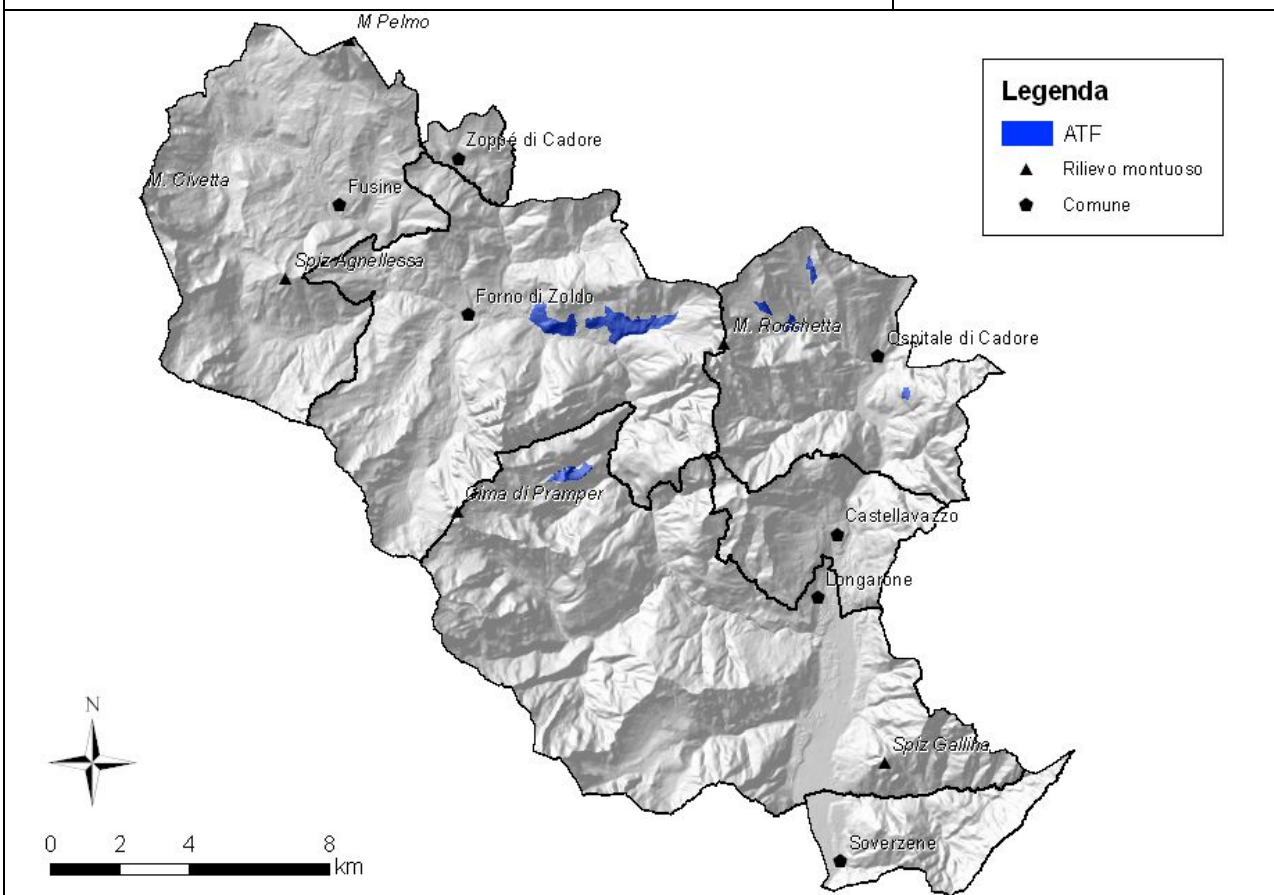 M Pelmo
Legenda
ATF
Rilievo montuoso
Comune
Zoppé di Cadore
M. Civetta
Fusine
Spiz Agnellessa
Forno di Zoldo
M. Rocchetta
Ospitale di Cadore
Cima di Pramper
Castellavazzo
Longarone
N
Spiz Gallina
0 2 4 8
km
Soverzene